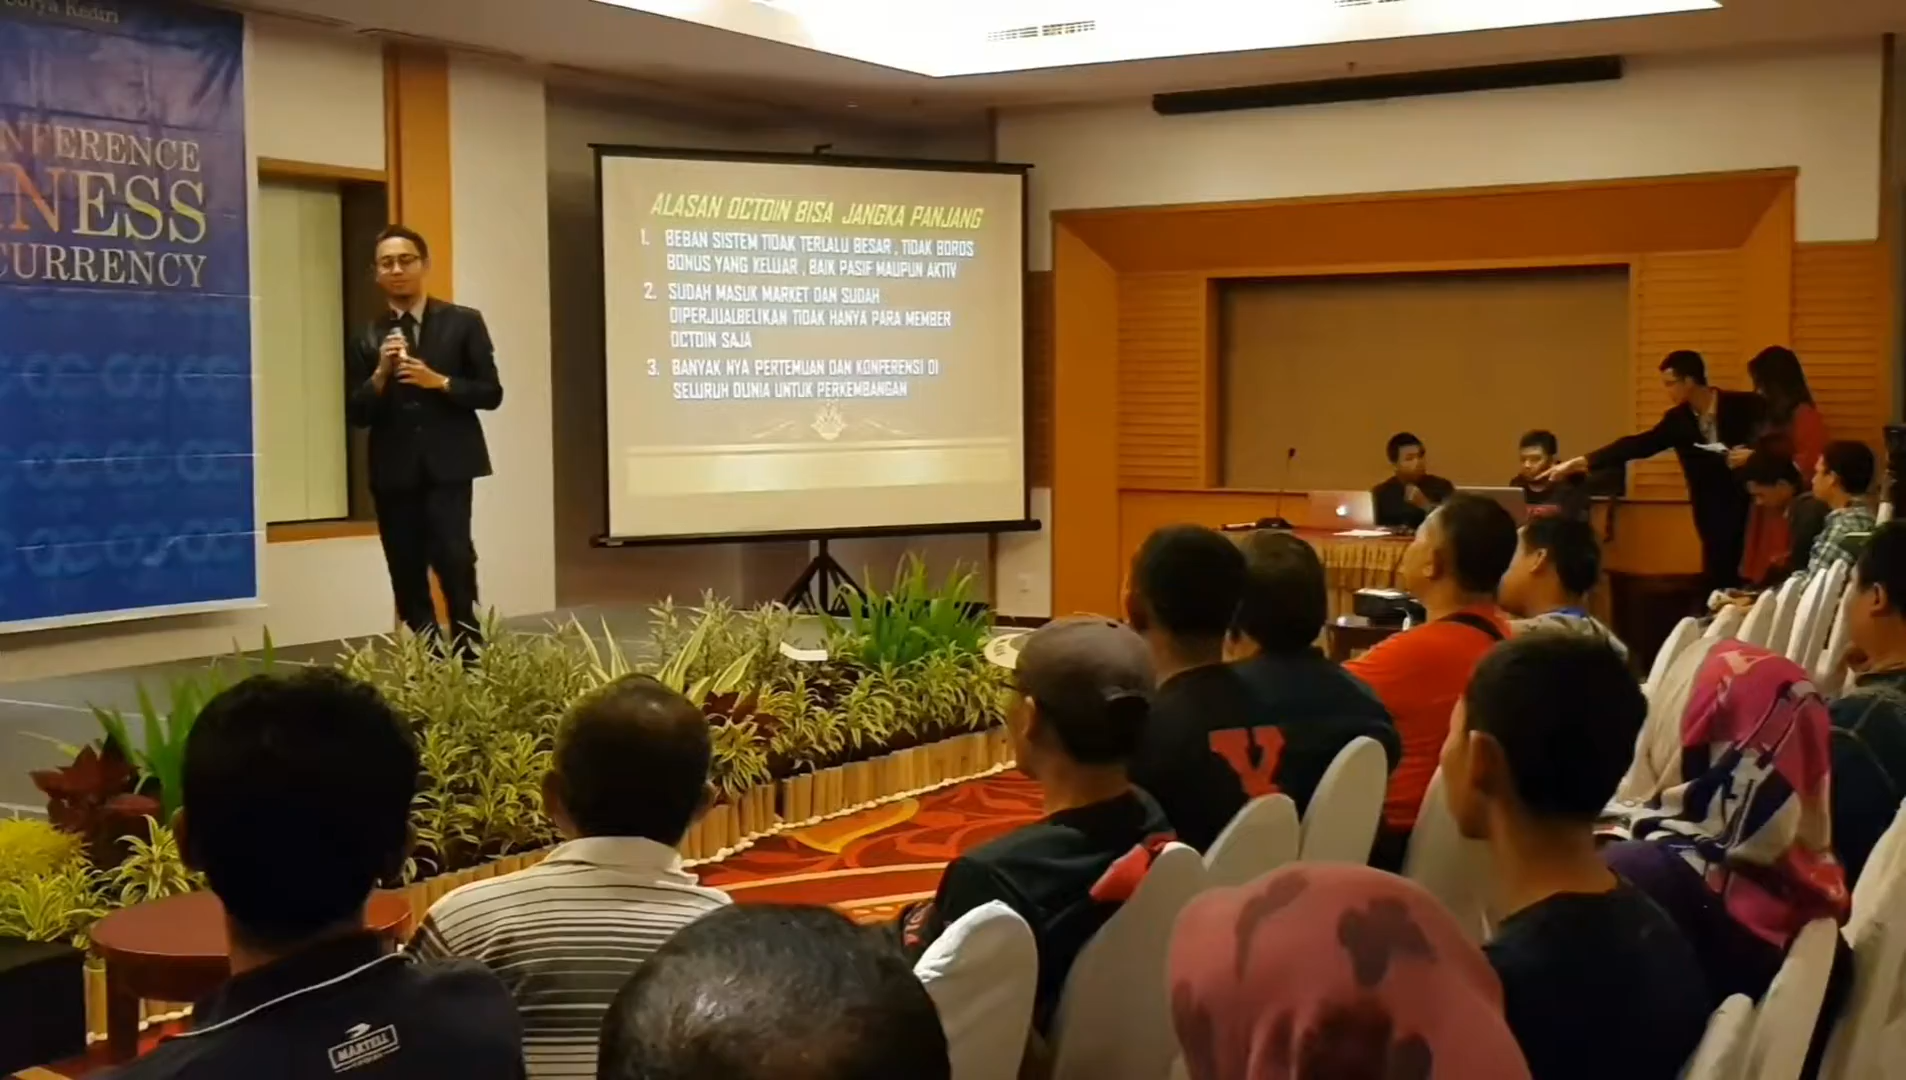 Surya Kediri
NFERENCE
NESS
CURRENCY
ALASAN OCTOIN BISA JANGKA PANJANG
1. BEBAN SISTEM TIDAK TERLALU BESAR , TIDAK BOROS
BONUS YANG KELUAR , BAIK PASIF MAUPUN AKTIV
2. SUDAH MASUK MARKET DAN SUDAH
DIPERJUALBELIKAN TIDAK HANYA PARA MEMBER
OCTOIN SAJA
3. BANYAK NYA PERTEMUAN DAN KONFERENSI DI
SELURUH DUNIA UNTUK PERKEMBANGAN
V
MARTELL